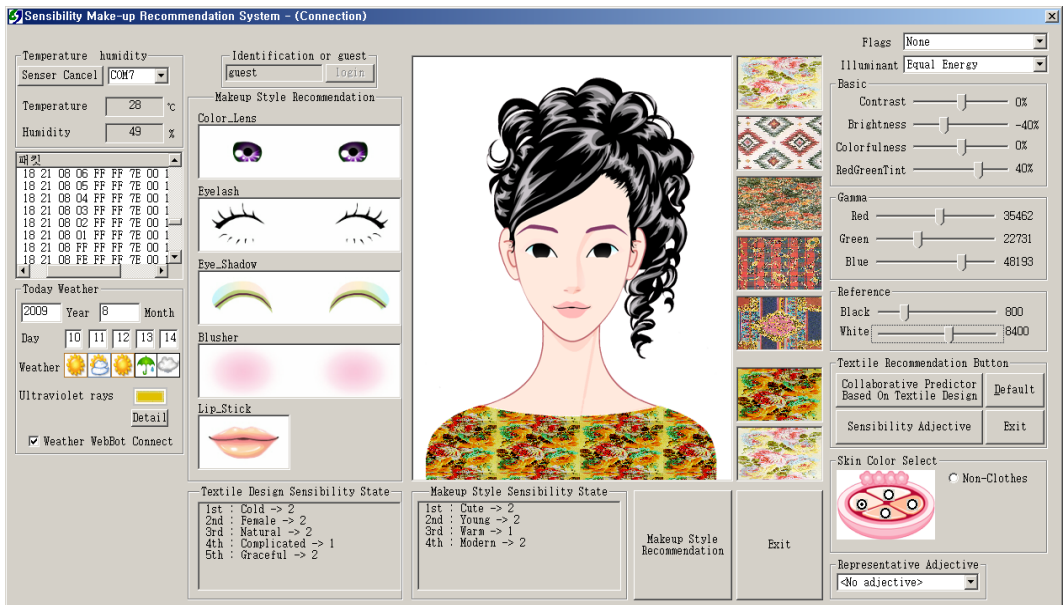 Sensibility Make-up Recommendation System - (Connection)
Temperature humidity
Senser Cancel COM7
Temperature 28 ℃
Humidity 49 %
패킷
18 21 08 06 FF FF 7E 00 1
18 21 08 05 FF FF 7E 00 1
18 21 08 04 FF FF 7E 00 1
18 21 08 03 FF FF 7E 00 1
18 21 08 02 FF FF 7E 00 1
18 21 08 01 FF FF 7E 00 1
18 21 08 FF FF FF 7E 00 1
18 21 08 FE FF FF 7E 00 1
Today Weather
2009 Year 8 Month
Day 10 11 12 13 14
Weather
Ultraviolet rays
Detail
Weather WebBot Connect
Identification or guest
guest login
Makeup Style Recommendation
Color_Lens
Eyelash
Eye_Shadow
Blusher
Lip_Stick
Textile Design Sensibility State
1st : Cold -> 2
2nd : Female -> 2
3rd : Natural -> 2
4th : Complicated -> 1
5th : Graceful -> 2
Makeup Style Sensibility State
1st : Cute -> 2
2nd : Young -> 2
3rd : Warm -> 1
4th : Modern -> 2
Makeup Style
Recommendation
Exit
Flags None
Illuminant Equal Energy
Basic
Contrast 0%
Brightness -40%
Colorfulness 0%
RedGreenTint 40%
Gamma
Red 35462
Green 22731
Blue 48193
Reference
Black 800
White 8400
Textile Recommendation Button
Collaborative Predictor
Based On Textile Design
Default
Sensibility Adjective
Exit
Skin Color Select
Non-Clothes
Representative Adjective
<No adjective>